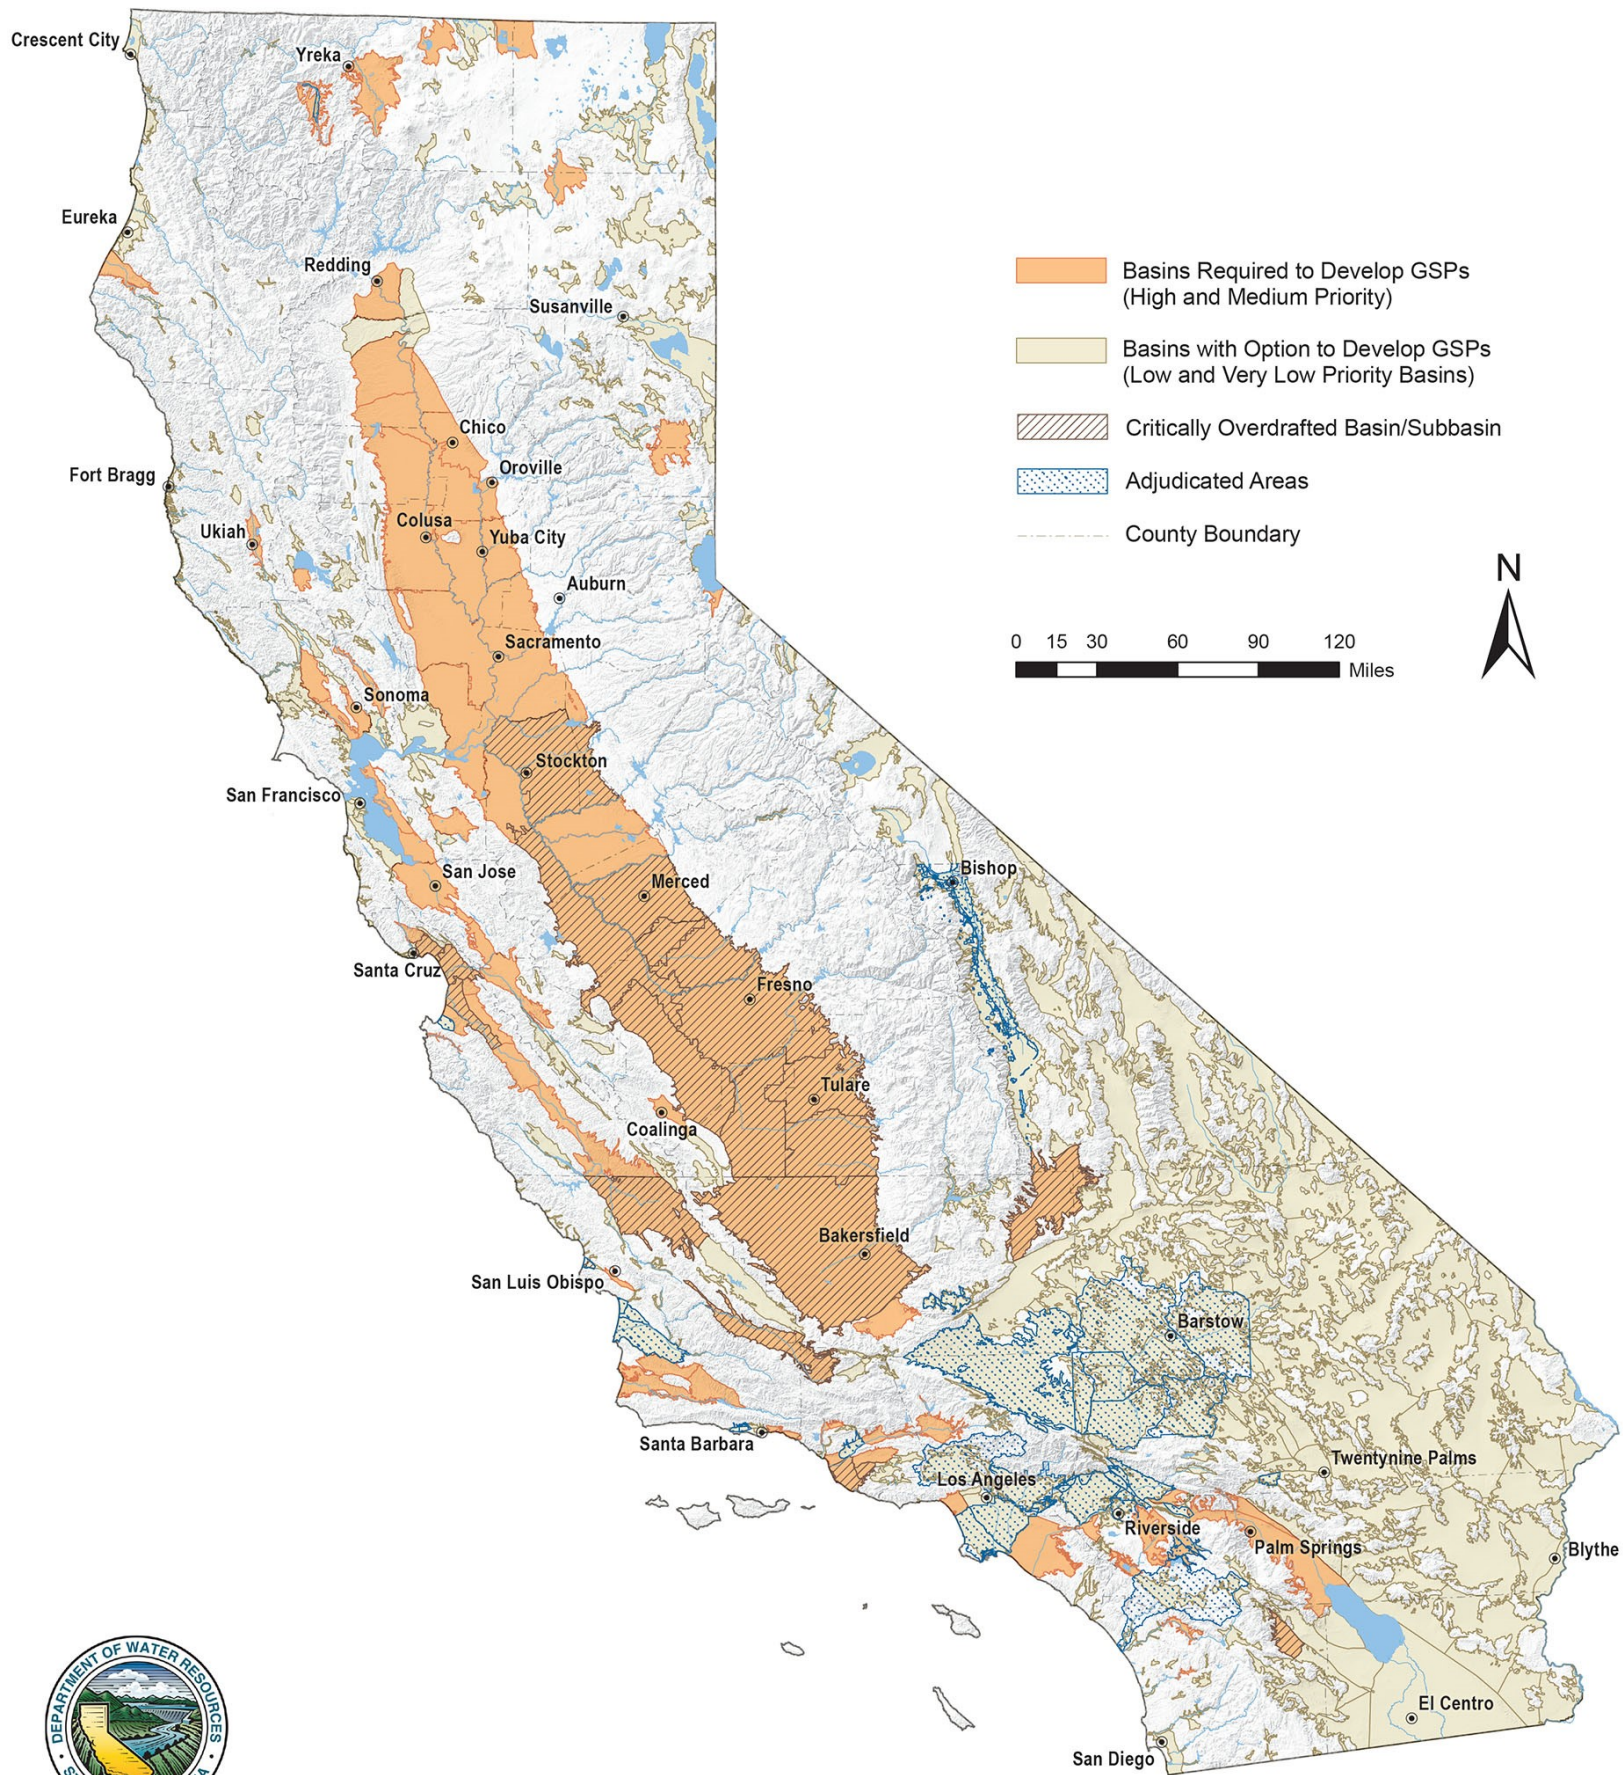 Crescent City
Yreka
Eureka
Redding
Susanville
Chico
Oroville
Fort Bragg
Colusa
Ukiah
Yuba City
Auburn
Sacramento
Sonoma
Stockton
San Francisco
San Jose
Merced
Bishop
Santa Cruz
Fresno
Tulare
Coalinga
Bakersfield
San Luis Obispo
Barstow
Santa Barbara
Twentynine Palms
Los Angeles
Riverside
Palm Springs
Blythe
El Centro
San Diego
Basins Required to Develop GSPs
(High and Medium Priority)
Basins with Option to Develop GSPs
(Low and Very Low Priority Basins)
Critically Overdrafted Basin/Subbasin
Adjudicated Areas
County Boundary
N
0 15 30 60 90 120
Miles
DEPARTMENT OF WATER RESOURCES